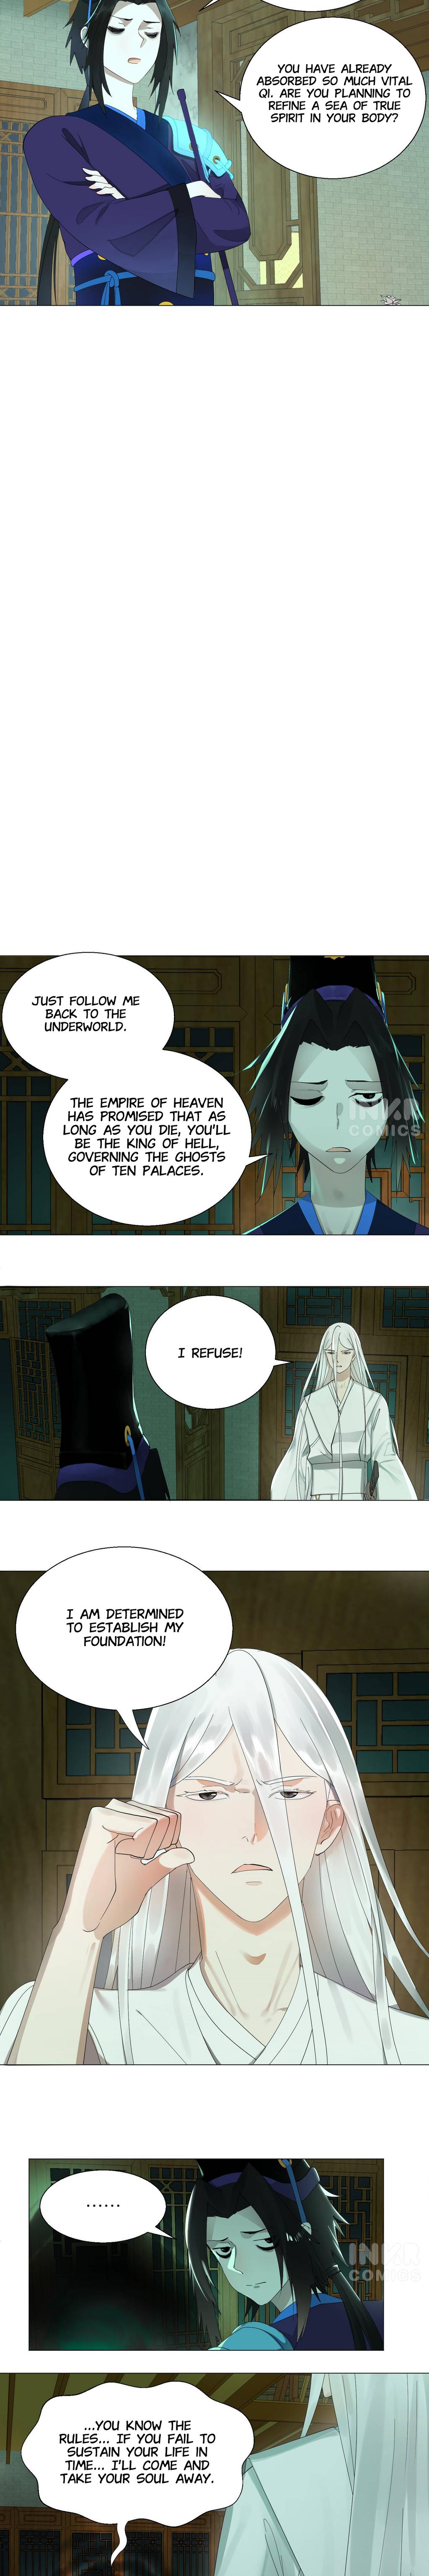 YOU HAVE ALREADY
ABSORBED SO MUCH VITAL
QI. ARE YOU PLANNING TO
REFINE A SEA OF TRUE
SPIRIT IN YOUR BODY?
JUST FOLLOW ME
BACK TO THE
UNDERWORLD.
THE EMPIRE OF HEAVEN
HAS PROMISED THAT AS
LONG AS YOU DIE, YOU'LL
BE THE KING OF HELL,
GOVERNING THE GHOSTS
OF TEN PALACES.
INKR
COMICS
I REFUSE!
I AM DETERMINED
TO ESTABLISH MY
FOUNDATION!
......
INKR
COMICS
...YOU KNOW THE
RULES... IF YOU FAIL TO
SUSTAIN YOUR LIFE IN
TIME... I'LL COME AND
TAKE YOUR SOUL AWAY.